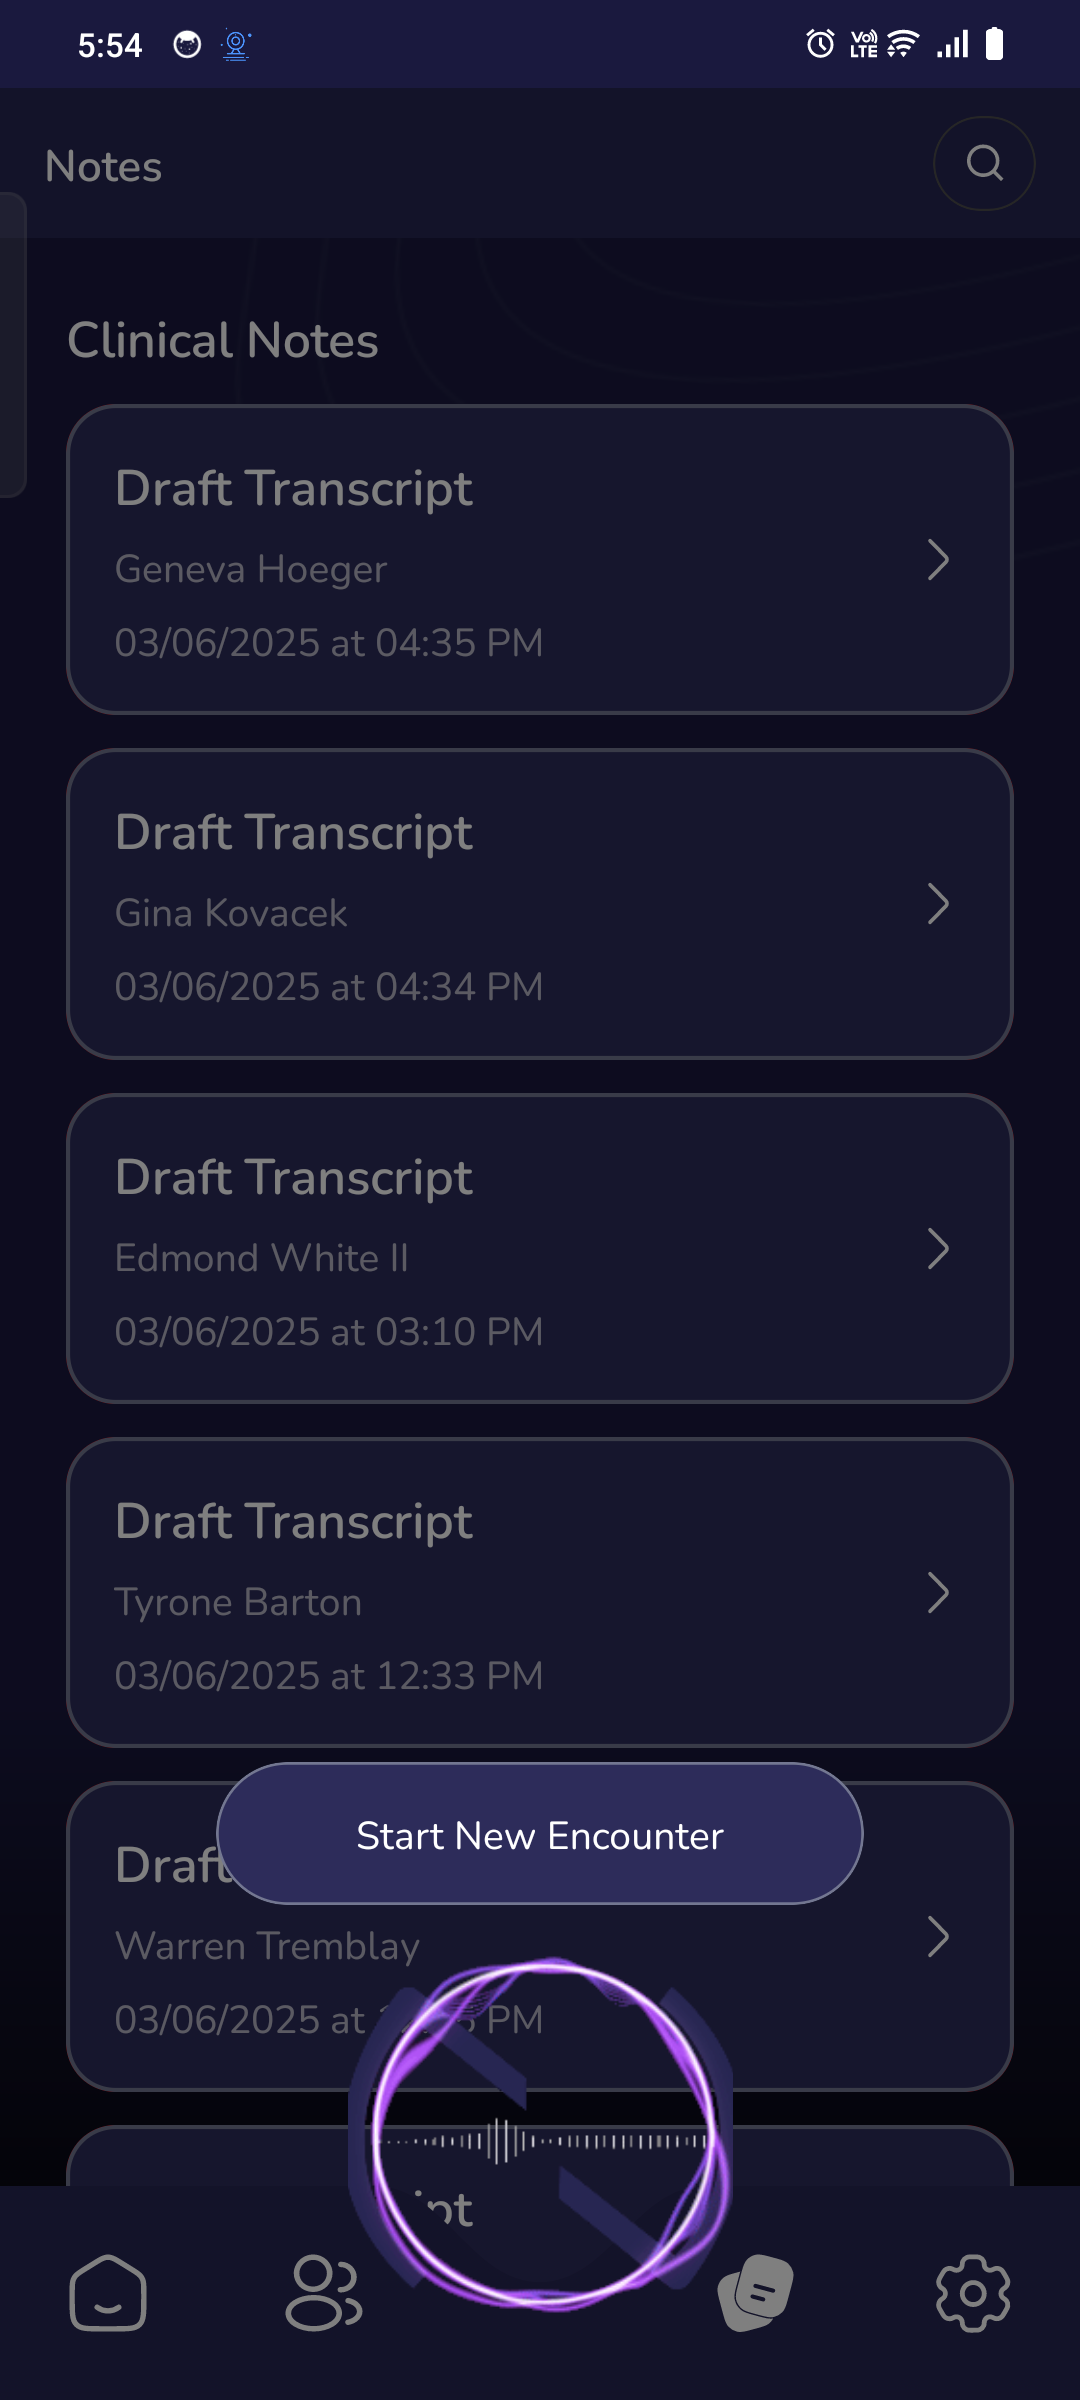 5:54
VoLTE
Notes
Clinical Notes
Draft Transcript
Geneva Hoeger
03/06/2025 at 04:35 PM
Draft Transcript
Gina Kovacek
03/06/2025 at 04:34 PM
Draft Transcript
Edmond White II
03/06/2025 at 03:10 PM
Draft Transcript
Tyrone Barton
03/06/2025 at 12:33 PM
Start New Encounter
Draft
Warren Tremblay
03/06/2025 at PM